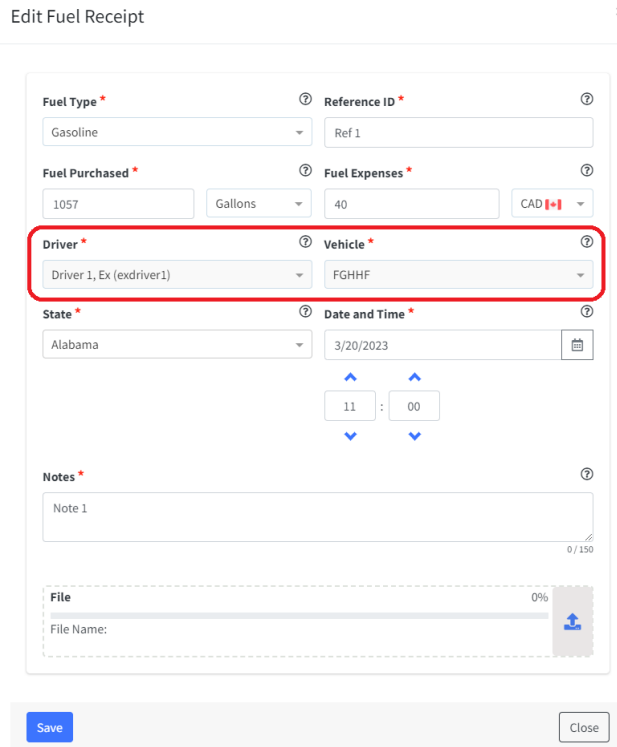 Edit Fuel Receipt
Fuel Type * Reference ID *
Gasoline Ref 1
Fuel Purchased * Fuel Expenses *
1057 Gallons 40 CAD
Driver * Vehicle *
Driver 1, Ex (exdriver1) FGHHF
State * Date and Time *
Alabama 3/20/2023
11 : 00
Notes *
Note 1
0 / 150
File 0%
File Name:
Save Close